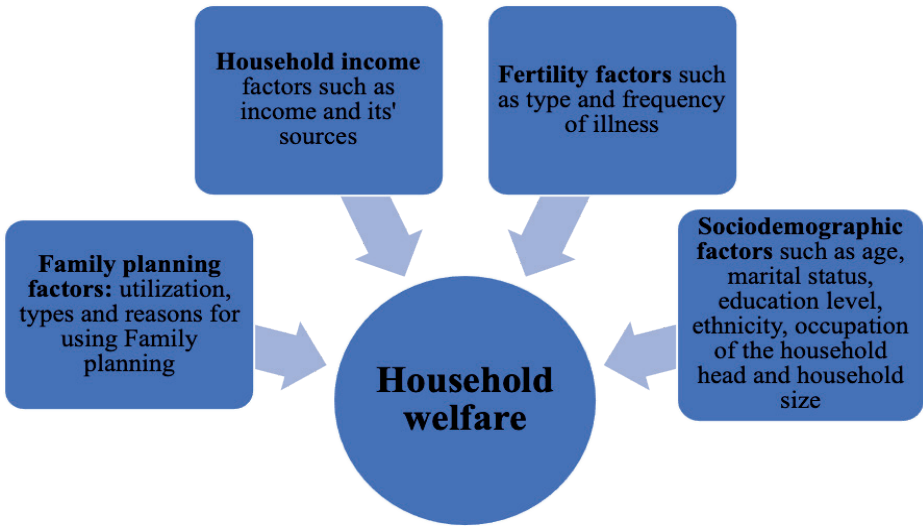 Household income
factors such as
income and its'
sources
Fertility factors such
as type and frequency
of illness
Family planning
factors: utilization,
types and reasons for
using Family
planning
Sociodemographic
factors such as age,
marital status,
education level,
ethnicity, occupation
of the household
head and household
size
Household
welfare